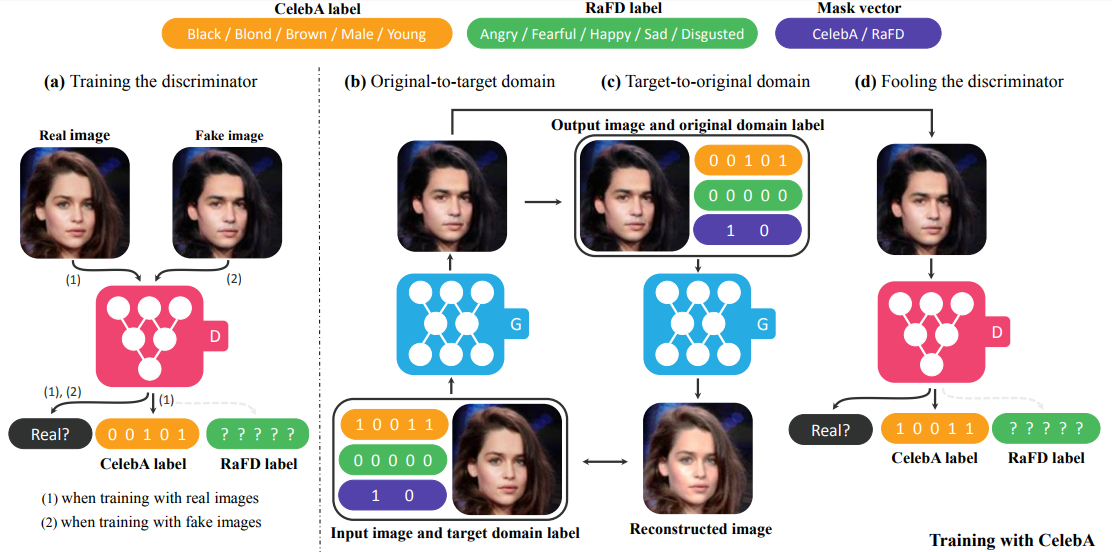 CelebA label
RaFD label
Mask vector
Black / Blond / Brown / Male / Young
Angry / Fearful / Happy / Sad / Disgusted
CelebA / RaFD
(a) Training the discriminator
(b) Original-to-target domain
(c) Target-to-original domain
(d) Fooling the discriminator
Real image
Fake image
(1)
(2)
D
(1), (2)
(1)
Real?
0 0 1 0 1
? ? ? ? ?
CelebA label
RaFD label
(1) when training with real images
(2) when training with fake images
Output image and original domain label
0 0 1 0 1
0 0 0 0 0
1 0
G
G
1 0 0 1 1
0 0 0 0 0
1 0
Input image and target domain label
Reconstructed image
D
Real?
1 0 0 1 1
? ? ? ? ?
CelebA label
RaFD label
Training with CelebA